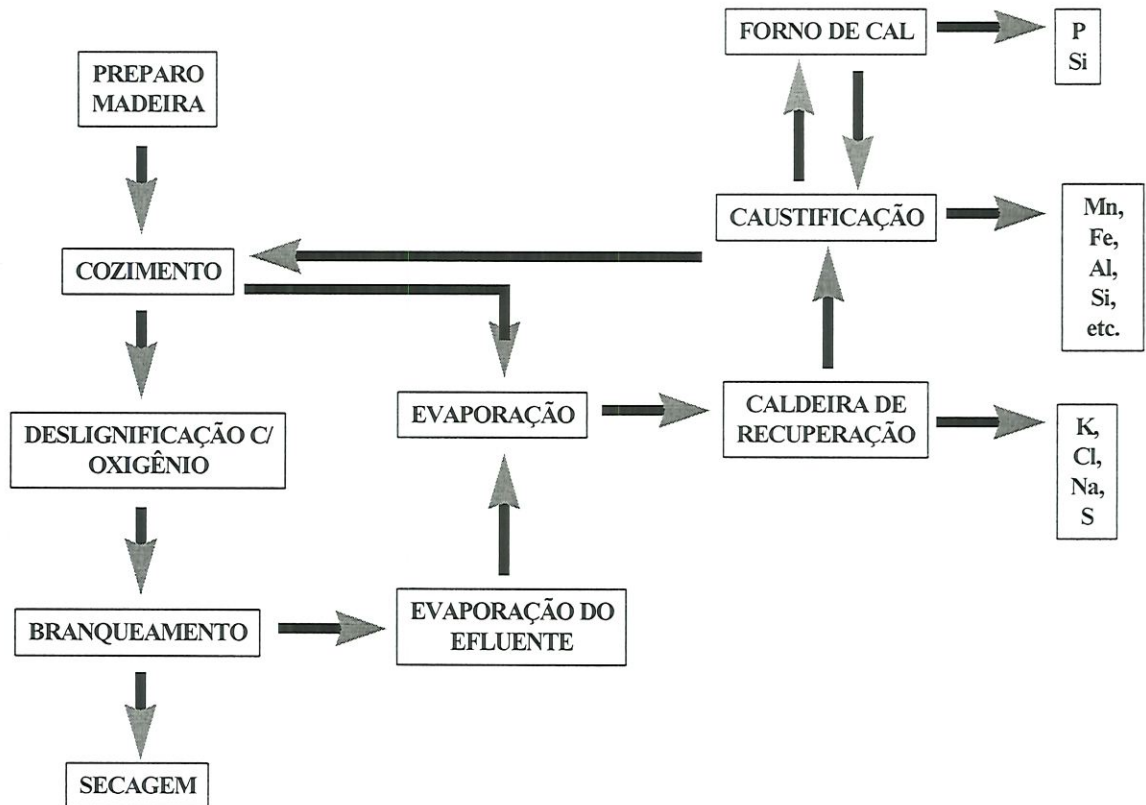 PREPARO
MADEIRA
COZIMENTO
DESLIGNIFICAÇÃO C/
OXIGÊNIO
BRANQUEAMENTO
SECAGEM
EVAPORAÇÃO
EVAPORAÇÃO DO
EFLUENTE
FORNO DE CAL
CAUSTIFICAÇÃO
CALDEIRA DE
RECUPERAÇÃO
P
Si
Mn,
Fe,
Al,
Si,
etc.
K,
Cl,
Na,
S